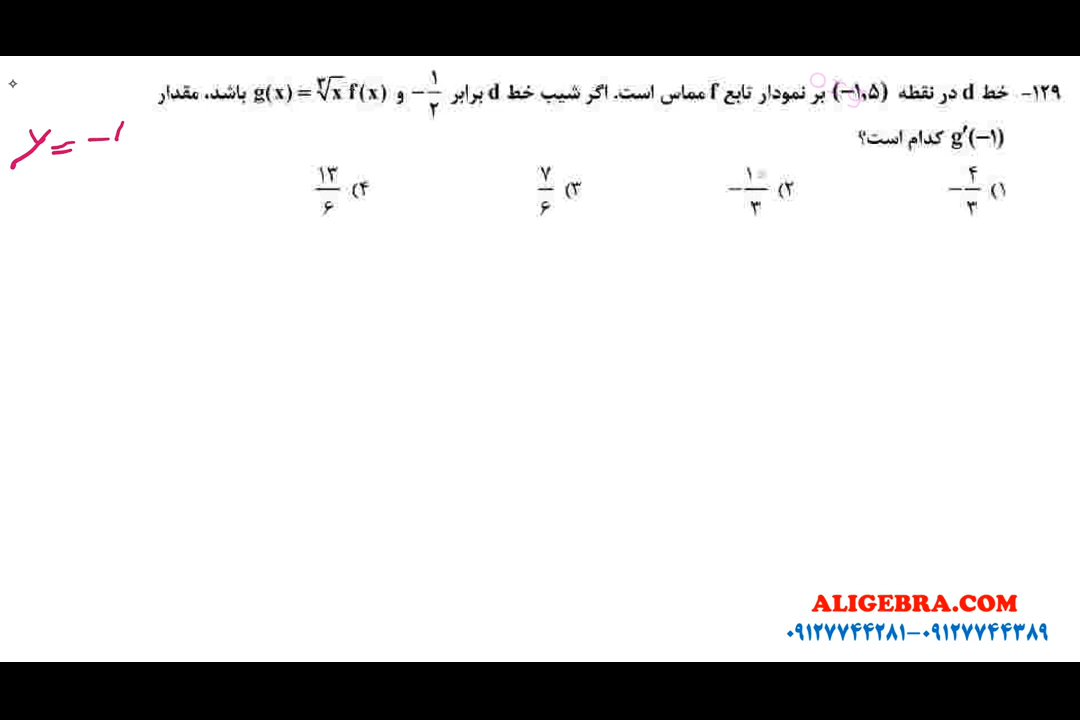 ۱۲۹- خط d در نقطه (−۱,۵) بر نمودار تابع f مماس است. اگر شیب خط d برابر −۱/۲ و g(x) = ∛x f(x) باشد، مقدار
g′(−۱) کدام است؟
۱) −۴/۳ ۲) −۱۰/۳ ۳) ۷/۶ ۴) ۱۳/۶
y = -1
ALIGEBRA.COM
۰۹۱۲۷۷۴۴۲۸۱-۰۹۱۲۷۷۴۴۳۸۹